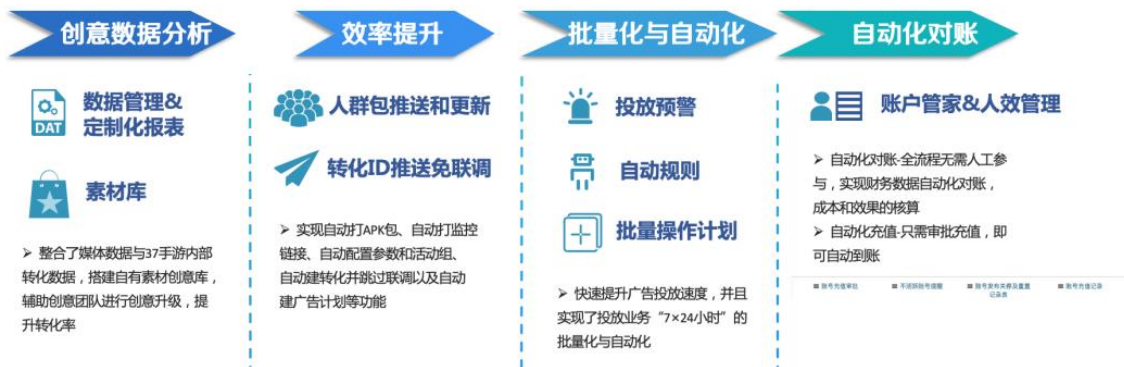 创意数据分析
效率提升
批量化与自动化
自动化对账
数据管理&
定制化报表
DAT
素材库
➢ 整合了媒体数据与37手游内部
转化数据，搭建自有素材创意库，
辅助创意团队进行创意升级，提
升转化率
人群包推送和更新
转化ID推送免联调
➢ 实现自动打APK包、自动打监控
链接、自动配置参数和活动组、
自动建转化并跳过联调以及自动
建广告计划等功能
投放预警
自动规则
批量操作计划
➢ 快速提升广告投放速度，并且
实现了投放业务“7×24小时”的
批量化与自动化
账户管家&人效管理
➢ 自动化对账-全流程无需人工参
与，实现财务数据自动化对账，
成本和效果的核算
➢ 自动化充值-只需审批充值，即
可自动到账
账号充值审批
账号充值记录